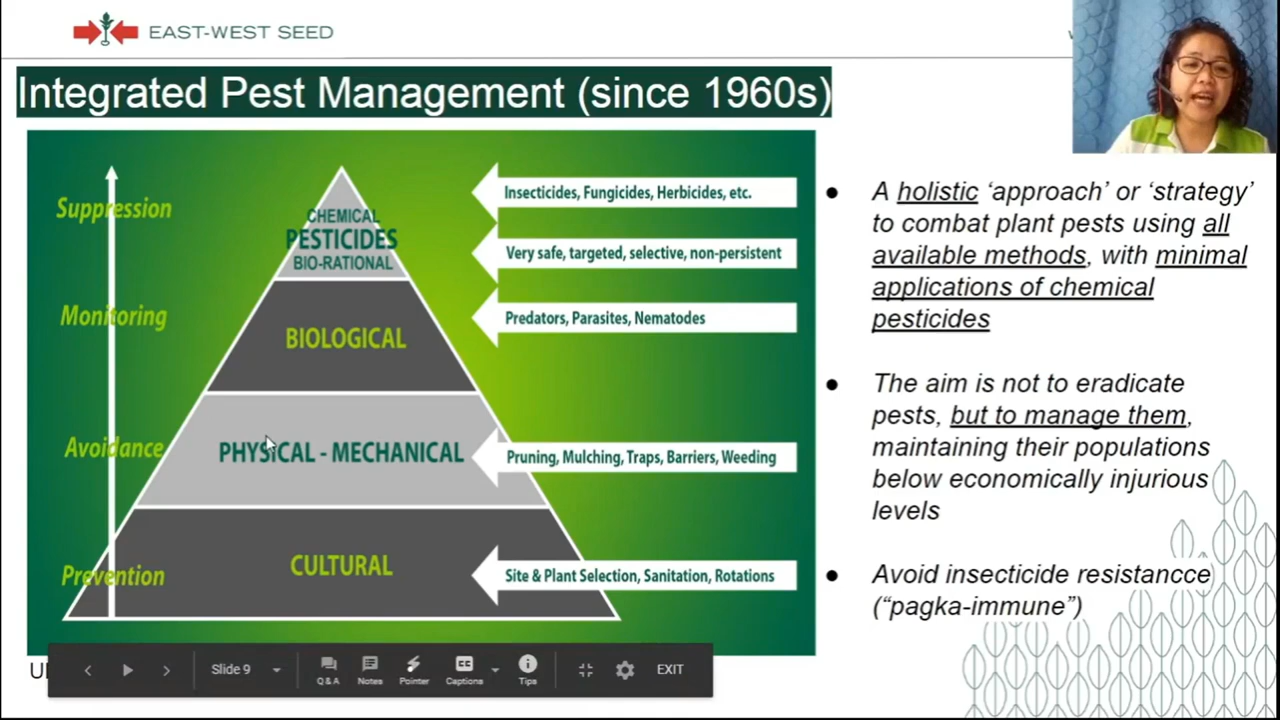 EAST-WEST SEED
Integrated Pest Management (since 1960s)
Suppression
Monitoring
Avoidance
Prevention
CHEMICAL
PESTICIDES
BIO-RATIONAL
BIOLOGICAL
PHYSICAL - MECHANICAL
CULTURAL
Insecticides, Fungicides, Herbicides, etc.
Very safe, targeted, selective, non-persistent
Predators, Parasites, Nematodes
Pruning, Mulching, Traps, Barriers, Weeding
Site & Plant Selection, Sanitation, Rotations
● A holistic ‘approach’ or ‘strategy’
to combat plant pests using all
available methods, with minimal
applications of chemical
pesticides
● The aim is not to eradicate
pests, but to manage them,
maintaining their populations
below economically injurious
levels
● Avoid insecticide resistancce
(“pagka-immune”)
Slide 9
Q&A
Notes
Pointer
CC
Captions
Tips
EXIT